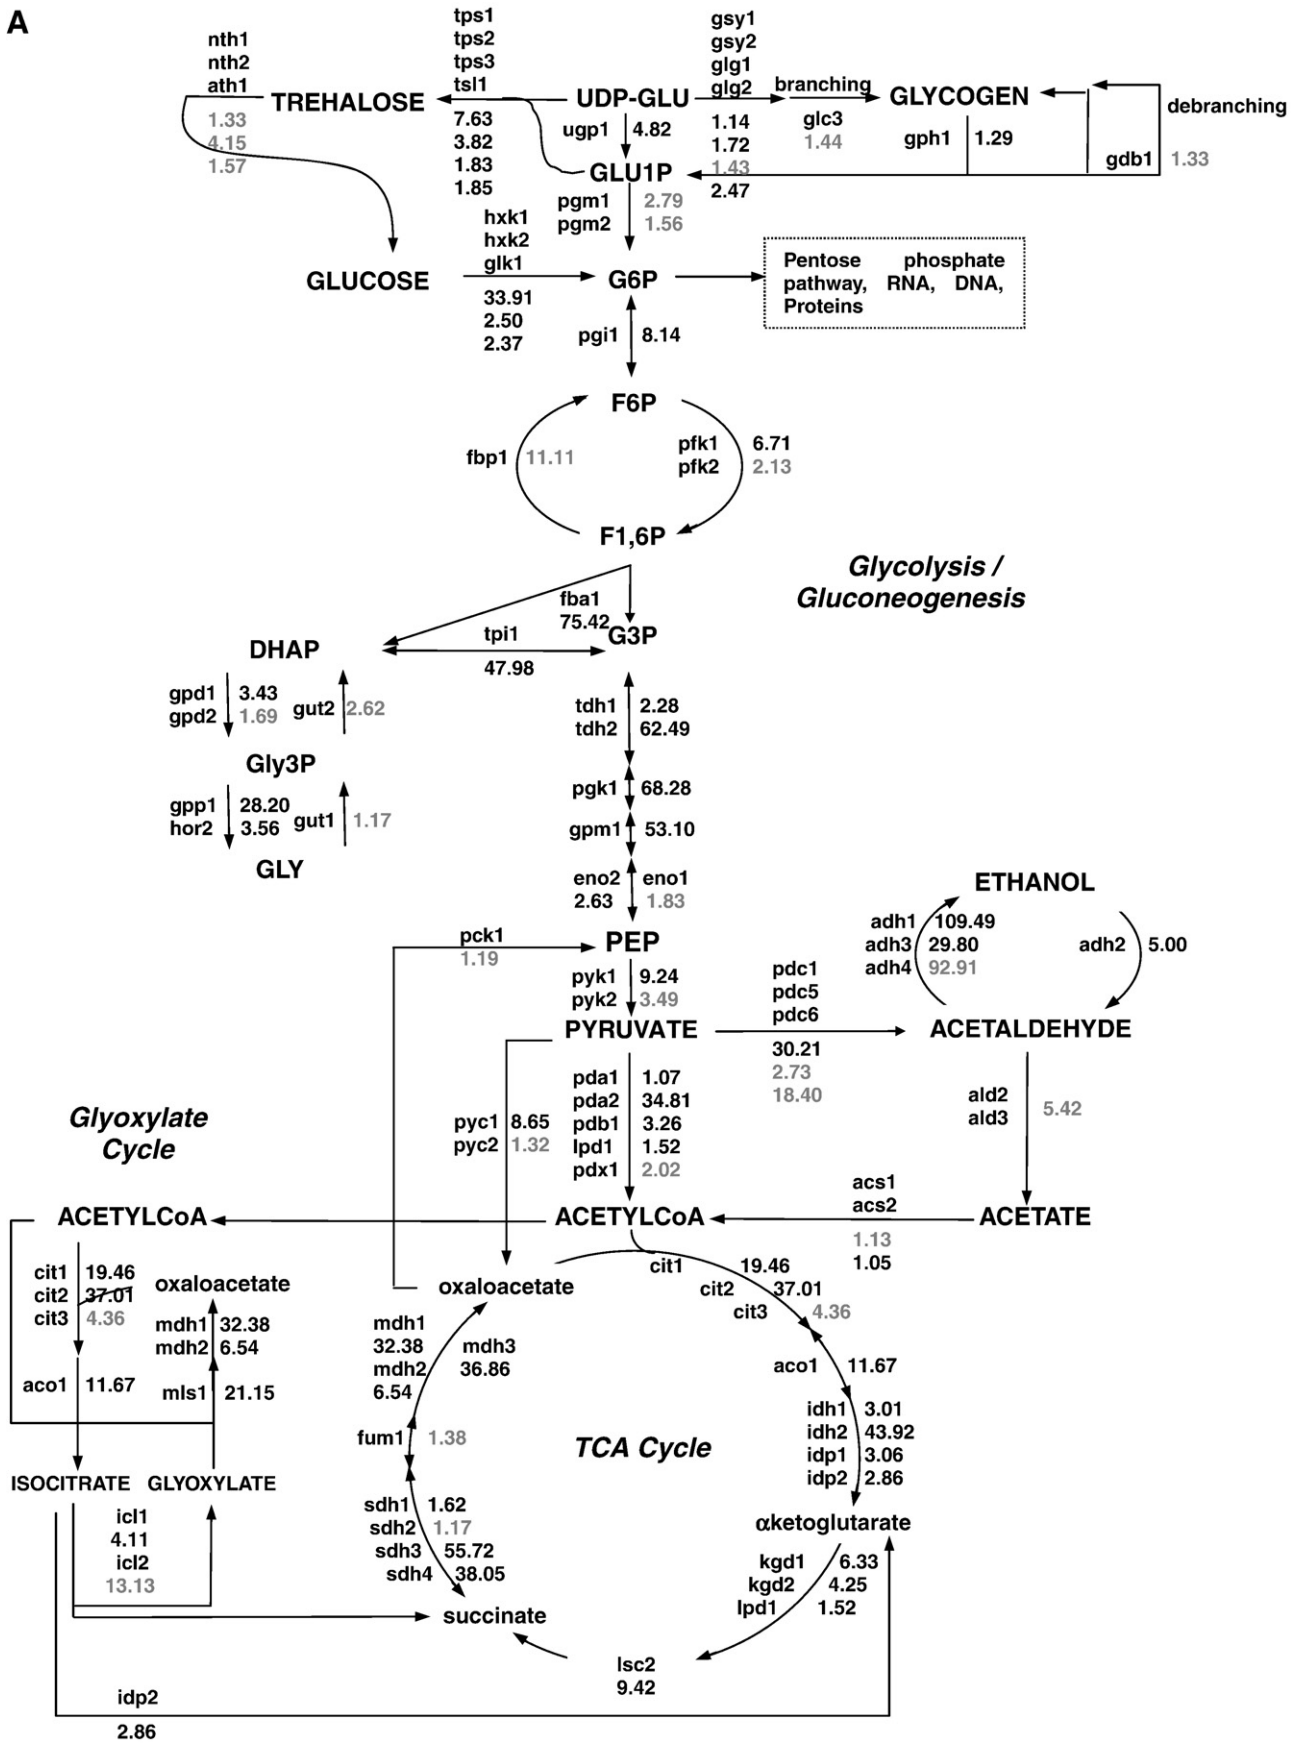 A
nth1
nth2
ath1
1.33
4.15
1.57
TREHALOSE
tps1
tps2
tps3
tsl1
7.63
3.82
1.83
1.85
UDP-GLU
ugp1 4.82
GLU1P
gsy1
gsy2
glg1
glg2
1.14
1.72
1.43
2.47
branching
glc3
1.44
GLYCOGEN
gph1 1.29
debranching
gdb1 1.33
pgm1 2.79
pgm2 1.56
GLUCOSE
hxk1
hxk2
glk1
33.91
2.50
2.37
G6P
Pentose phosphate
pathway, RNA, DNA,
Proteins
pgi1 8.14
F6P
fbp1 11.11
pfk1 6.71
pfk2 2.13
F1,6P
Glycolysis /
Gluconeogenesis
fba1
75.42
G3P
DHAP
tpi1
47.98
gpd1 3.43
gpd2 1.69
gut2 2.62
Gly3P
gpp1 28.20
hor2 3.56
gut1 1.17
GLY
tdh1 2.28
tdh2 62.49
pgk1 68.28
gpm1 53.10
eno2 eno1
2.63 1.83
PEP
pck1
1.19
pyk1 9.24
pyk2 3.49
PYRUVATE
pdc1
pdc5
pdc6
30.21
2.73
18.40
ETHANOL
adh1 109.49
adh3 29.80
adh4 92.91
adh2 5.00
ACETALDEHYDE
ald2
ald3
5.42
pda1 1.07
pda2 34.81
pdb1 3.26
lpd1 1.52
pdx1 2.02
pyc1 8.65
pyc2 1.32
Glyoxylate
Cycle
ACETYLCoA
ACETYLCoA
acs1
acs2
1.13
1.05
ACETATE
cit1 19.46
cit2 37.01
cit3 4.36
oxaloacetate
mdh1 32.38
mdh2 6.54
aco1 11.67
mls1 21.15
ISOCITRATE
GLYOXYLATE
icl1
4.11
icl2
13.13
oxaloacetate
cit1 19.46
cit2 37.01
cit3 4.36
mdh1
32.38
mdh2
6.54
mdh3
36.86
aco1 11.67
idh1 3.01
idh2 43.92
idp1 3.06
idp2 2.86
fum1 1.38
TCA Cycle
sdh1 1.62
sdh2 1.17
sdh3 55.72
sdh4 38.05
αketoglutarate
kgd1 6.33
kgd2 4.25
lpd1 1.52
succinate
lsc2
9.42
idp2
2.86